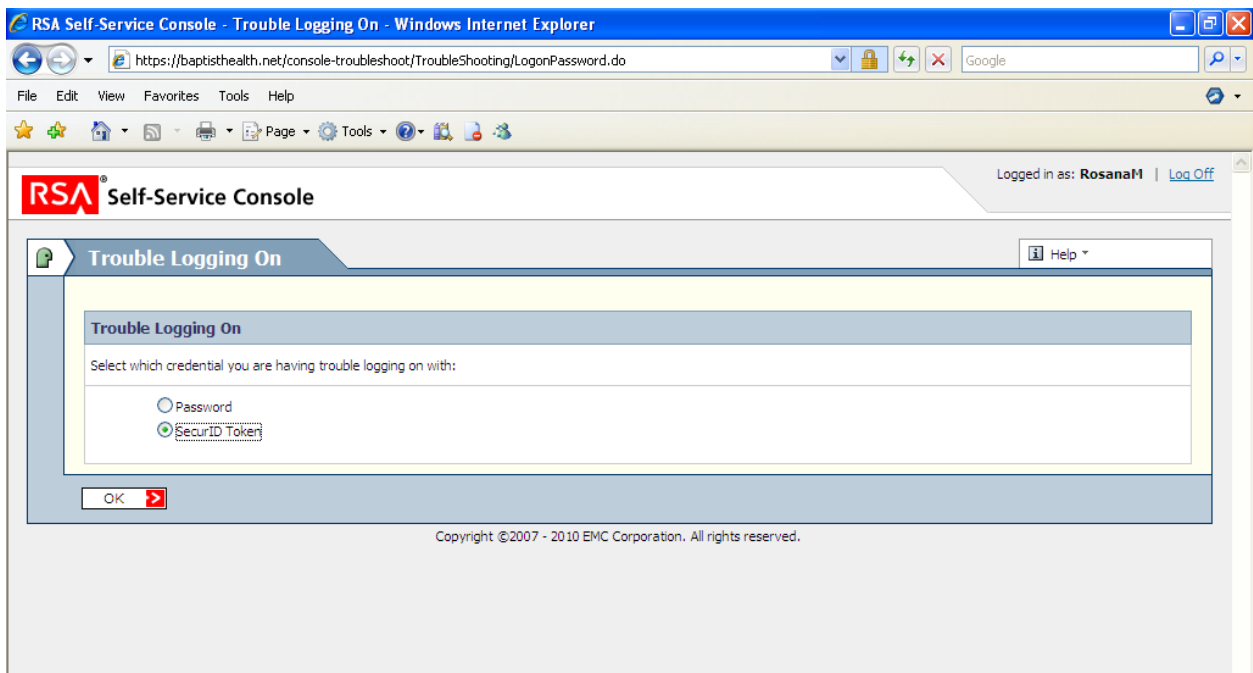 RSA Self-Service Console - Trouble Logging On - Windows Internet Explorer
https://baptisthealth.net/console-troubleshoot/TroubleShooting/LogonPassword.do
Google
File Edit View Favorites Tools Help
Page Tools
Logged in as: RosanaM | Log Off
RSA® Self-Service Console
Trouble Logging On
Help
Trouble Logging On
Select which credential you are having trouble logging on with:
Password
SecurID Token
OK
Copyright ©2007 - 2010 EMC Corporation. All rights reserved.